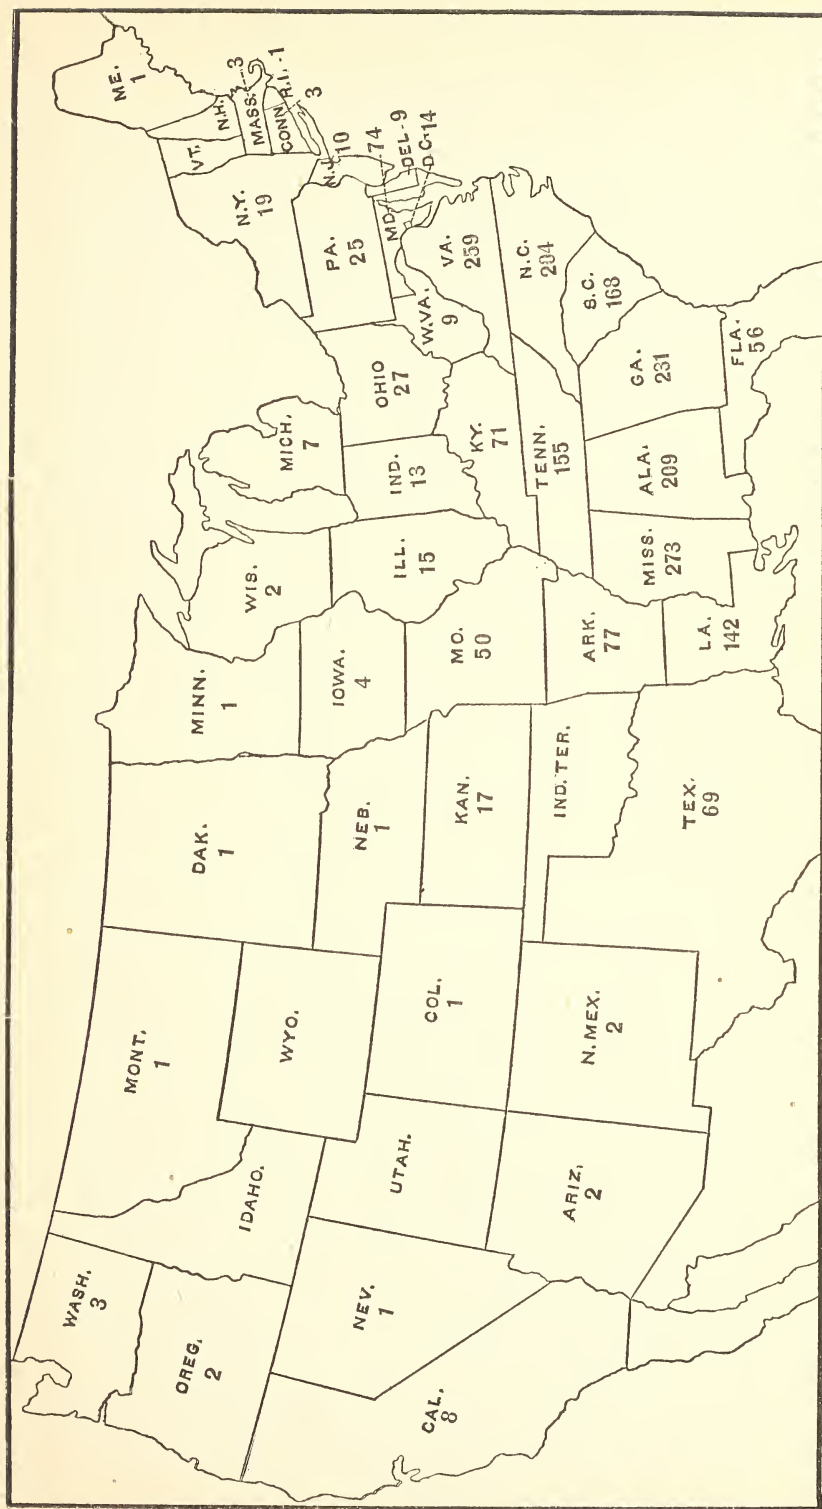 WASH.
3
OREG.
2
CAL.
8
NEV.
1
IDAHO.
MONT.
1
WYO.
UTAH.
COL.
1
ARIZ,
2
N.MEX.
2
DAK.
1
NEB.
1
KAN.
17
IND. TER.
TEX.
69
MINN.
1
IOWA.
4
MO.
50
ARK.
77
LA.
142
WIS.
2
ILL.
15
MICH.
7
IND.
13
OHIO
27
KY.
71
TENN.
155
MISS.
273
ALA.
209
GA.
231
FLA.
56
S.C.
168
N.C.
204
VA.
259
W.VA.
9
MD.
74
DEL-9
D.C-14
PA.
25
N.J.
10
N.Y.
19
CONN
3
R.I.-1
MASS.
3
VT.
N.H.
ME.
1